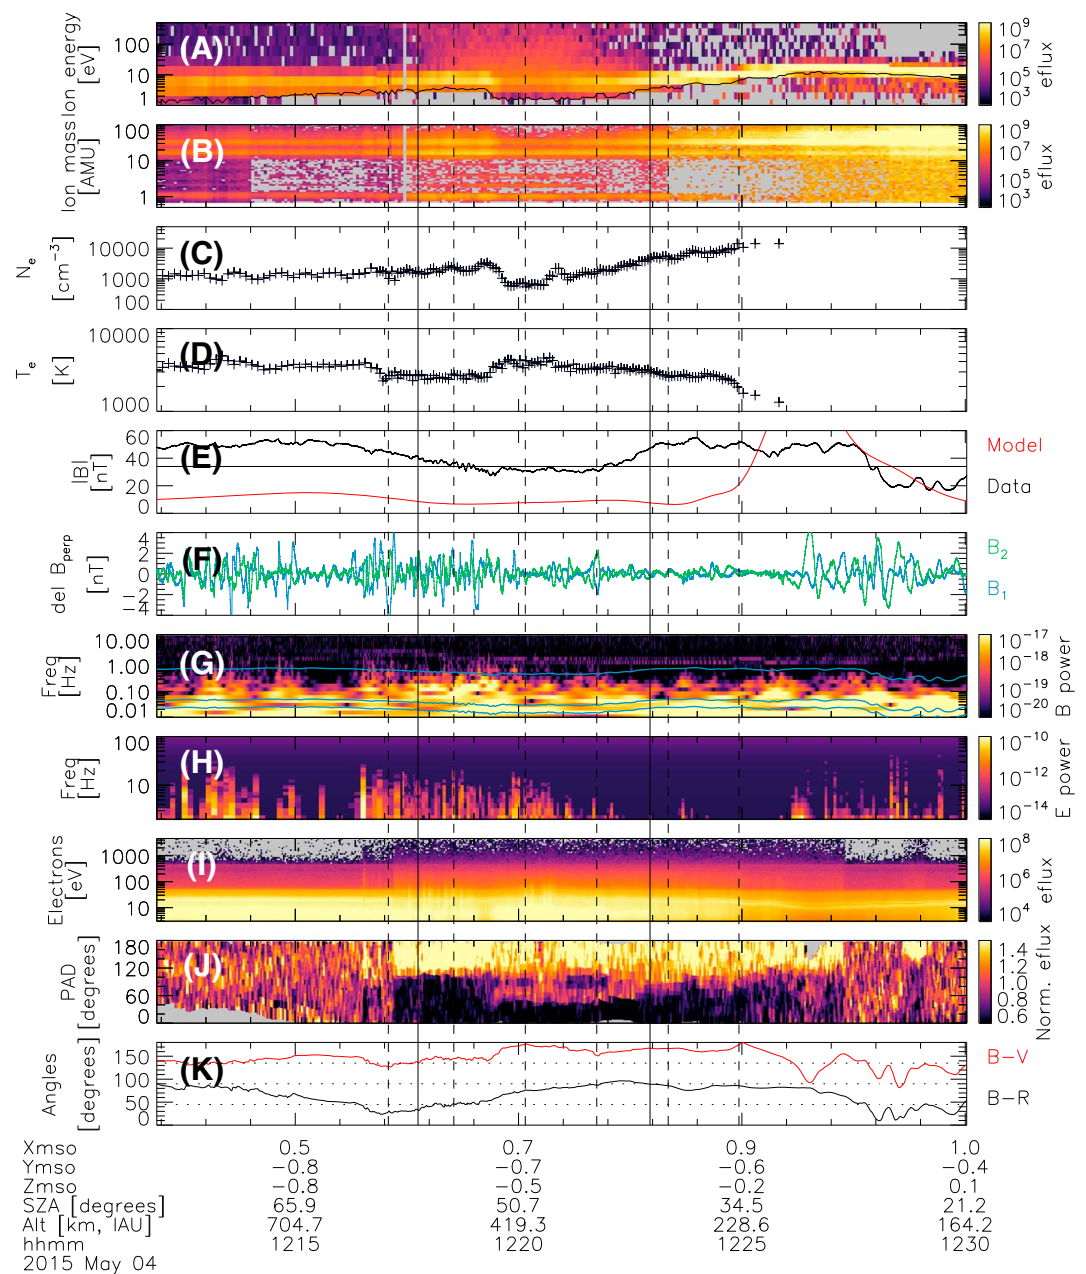 (A)
Ion energy
[eV]
100
10
1
10⁹
10⁷
10⁵
10³
eflux
(B)
Ion mass
[AMU]
100
10
1
10⁹
10⁷
10⁵
10³
eflux
(C)
Nₑ
[cm⁻³]
10000
1000
100
(D)
Tₑ
[K]
10000
1000
(E)
|B|
[nT]
60
40
20
0
Model
Data
(F)
del B_perp
[nT]
4
2
0
−2
−4
B₂
B₁
(G)
Freq
[Hz]
10.00
1.00
0.10
0.01
10⁻¹⁷
10⁻¹⁸
10⁻¹⁹
10⁻²⁰
B power
(H)
Freq
[Hz]
100
10
10⁻¹⁰
10⁻¹²
10⁻¹⁴
E power
(I)
Electrons
[eV]
1000
100
10
10⁸
10⁶
10⁴
eflux
(J)
PAD
[degrees]
180
120
60
0
1.4
1.2
1.0
0.8
0.6
Norm. eflux
(K)
Angles
[degrees]
150
100
50
0
B−V
B−R
Xmso 0.5 0.7 0.9 1.0
Ymso −0.8 −0.7 −0.6 −0.4
Zmso −0.8 −0.5 −0.2 0.1
SZA [degrees] 65.9 50.7 34.5 21.2
Alt [km, IAU] 704.7 419.3 228.6 164.2
hhmm 1215 1220 1225 1230
2015 May 04